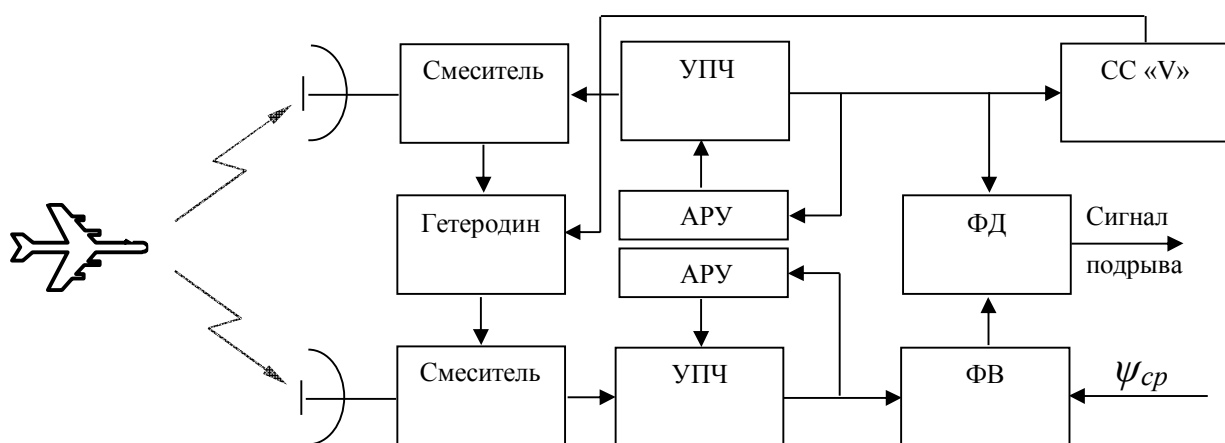 Смеситель
УПЧ
СС «V»
Гетеродин
АРУ
АРУ
ФД
Сигнал
подрыва
Смеситель
УПЧ
ФВ
ψср